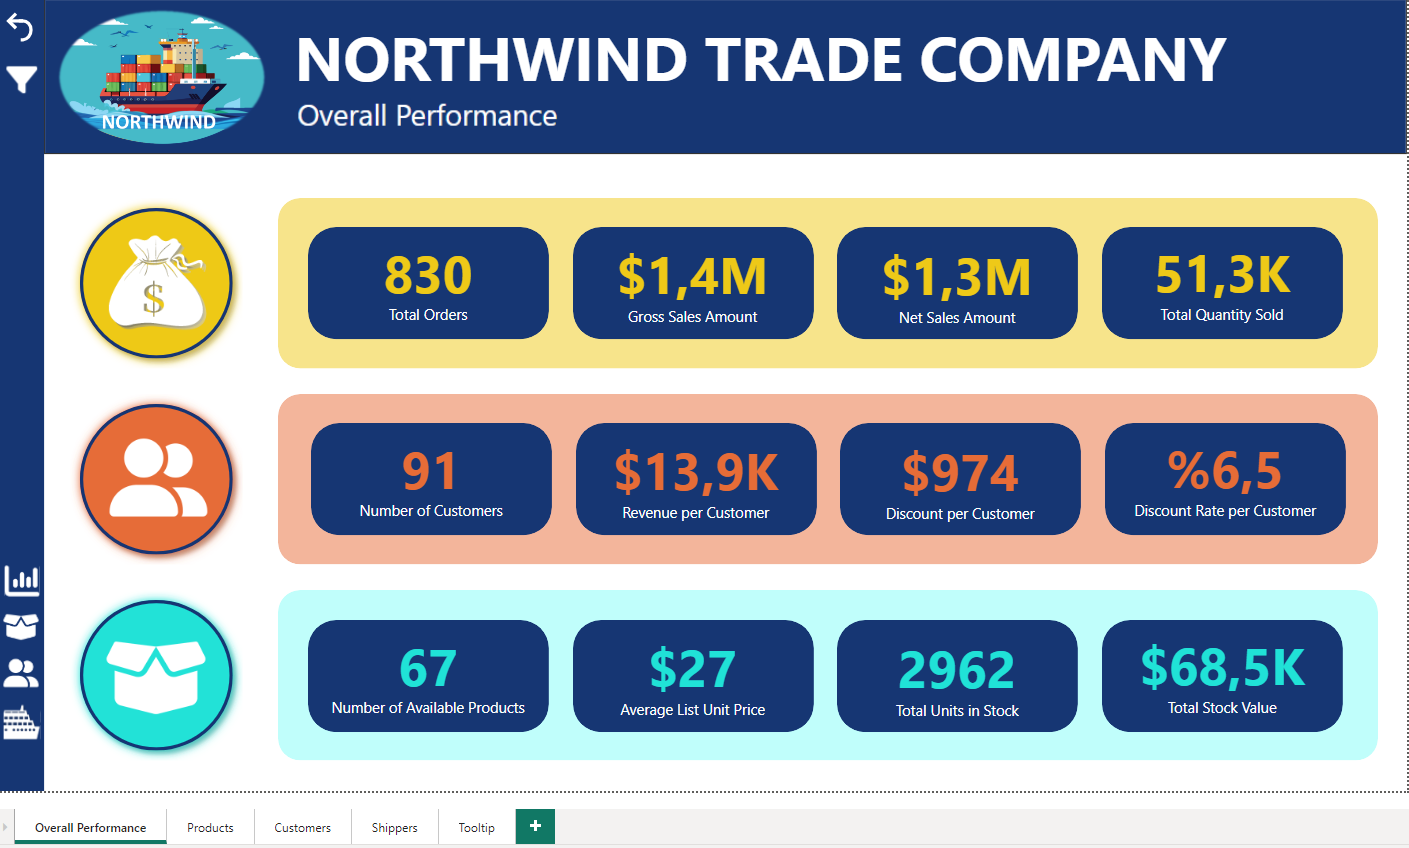 NORTHWIND TRADE COMPANY
Overall Performance
NORTHWIND
$
830
Total Orders
$1,4M
Gross Sales Amount
$1,3M
Net Sales Amount
51,3K
Total Quantity Sold
91
Number of Customers
$13,9K
Revenue per Customer
$974
Discount per Customer
%6,5
Discount Rate per Customer
67
Number of Available Products
$27
Average List Unit Price
2962
Total Units in Stock
$68,5K
Total Stock Value
Overall Performance
Products
Customers
Shippers
Tooltip
+